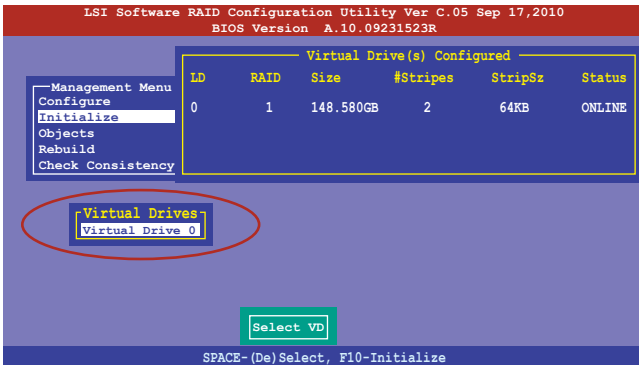 LSI Software RAID Configuration Utility Ver C.05 Sep 17,2010
BIOS Version A.10.09231523R
Virtual Drive(s) Configured
LD RAID Size #Stripes StripSz Status
0 1 148.580GB 2 64KB ONLINE
Management Menu
Configure
Initialize
Objects
Rebuild
Check Consistency
Virtual Drives
Virtual Drive 0
Select VD
SPACE-(De)Select, F10-Initialize